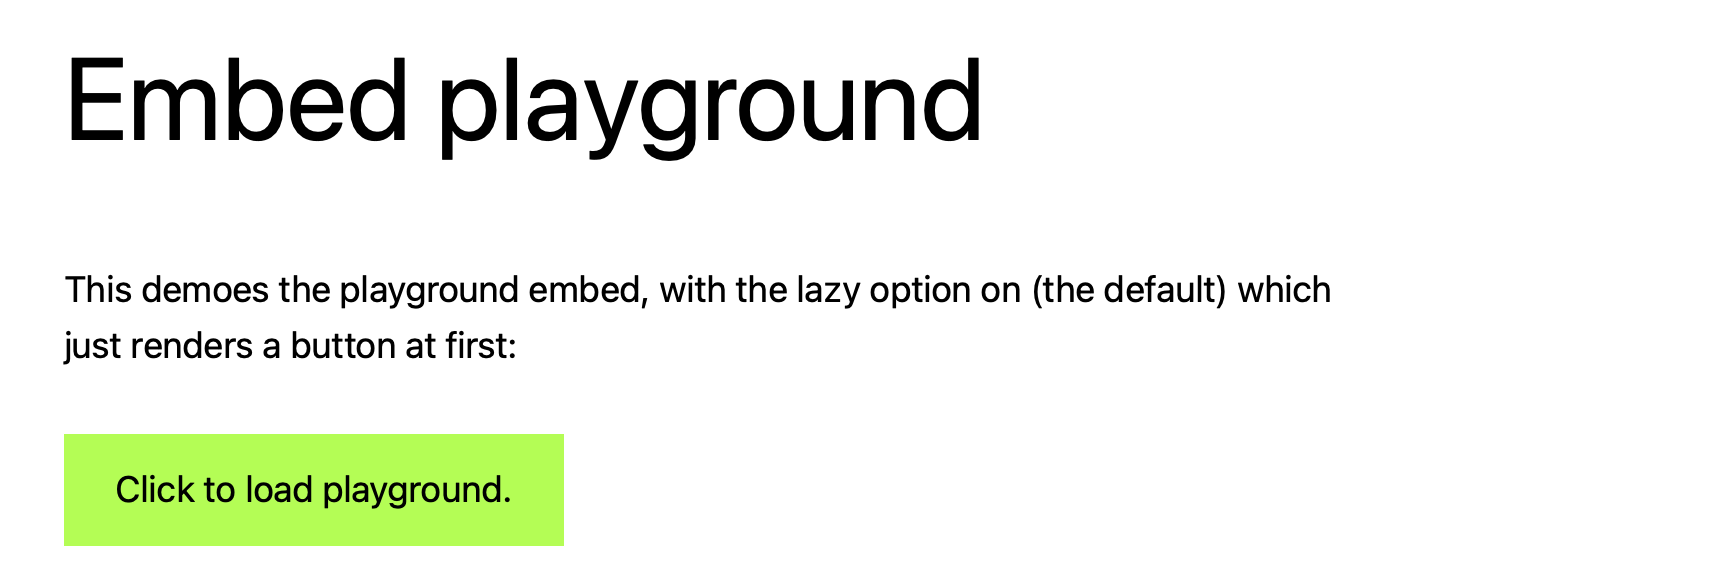 Embed playground
This demoes the playground embed, with the lazy option on (the default) which
just renders a button at first:
Click to load playground.